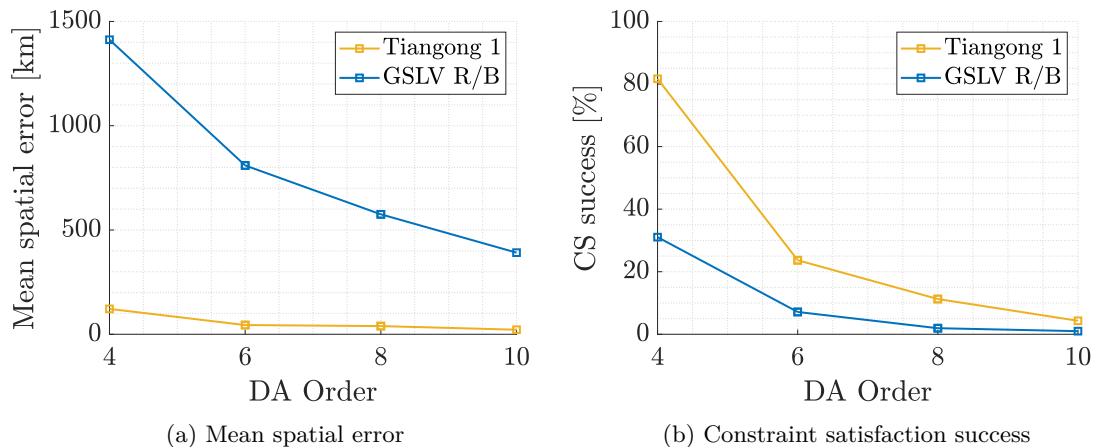 1500
1000
500
0
Mean spatial error [km]
Tiangong 1
GSLV R/B
4 6 8 10
DA Order
(a) Mean spatial error
100
80
60
40
20
0
CS success [%]
Tiangong 1
GSLV R/B
4 6 8 10
DA Order
(b) Constraint satisfaction success